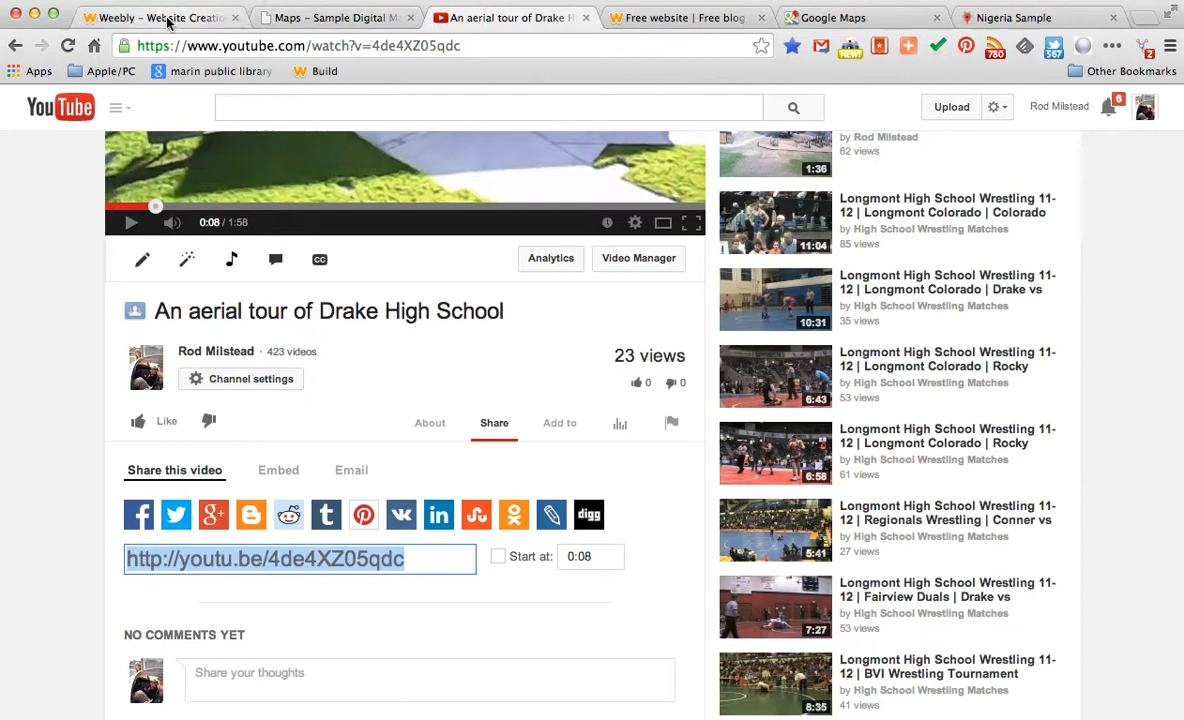 Weebly – Website Creatio
Maps – Sample Digital Ma
An aerial tour of Drake H
Free website | Free blog
Google Maps
Nigeria Sample
https://www.youtube.com/watch?v=4de4XZ05qdc
NEW!
780
567
2
Apps
Apple/PC
marin public library
Build
Other Bookmarks
YouTube
Upload
Rod Milstead
6
by Rod Milstead
62 views
1:36
Longmont High School Wrestling 11-
12 | Longmont Colorado | Colorado
by High School Wrestling Matches
85 views
11:04
0:08 / 1:58
Analytics
Video Manager
CC
Longmont High School Wrestling 11-
12 | Longmont Colorado | Drake vs
by High School Wrestling Matches
35 views
10:31
An aerial tour of Drake High School
Rod Milstead · 423 videos
Channel settings
23 views
0
0
Longmont High School Wrestling 11-
12 | Longmont Colorado | Rocky
by High School Wrestling Matches
53 views
6:43
Like
About
Share
Add to
Longmont High School Wrestling 11-
12 | Longmont Colorado | Rocky
by High School Wrestling Matches
61 views
6:58
Share this video
Embed
Email
digg
Longmont High School Wrestling 11-
12 | Regionals Wrestling | Conner vs
by High School Wrestling Matches
27 views
5:41
http://youtu.be/4de4XZ05qdc
Start at:
0:08
Longmont High School Wrestling 11-
12 | Fairview Duals | Drake vs
by High School Wrestling Matches
53 views
7:27
NO COMMENTS YET
Share your thoughts
Longmont High School Wrestling 11-
12 | BVI Wrestling Tournament
by High School Wrestling Matches
41 views
8:35